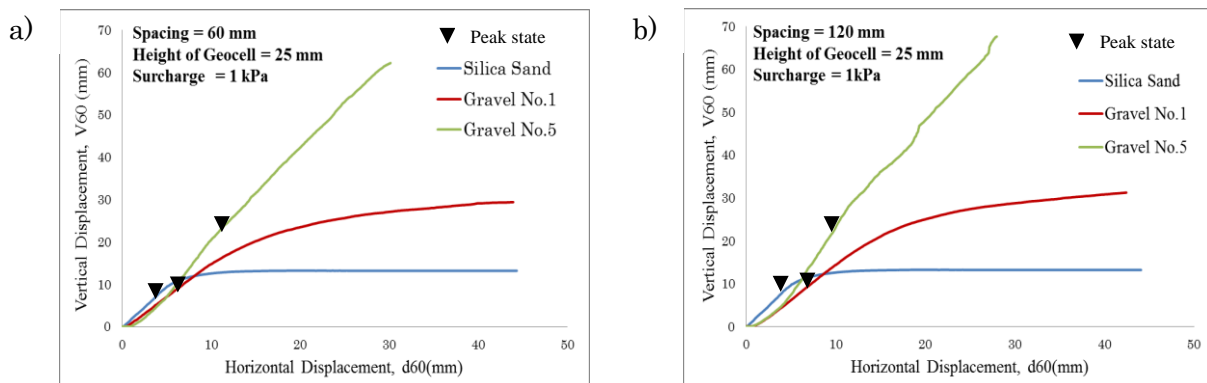 a)
Spacing = 60 mm
Height of Geocell = 25 mm
Surcharge = 1 kPa
Peak state
Silica Sand
Gravel No.1
Gravel No.5
Vertical Displacement, V60 (mm)
70
60
50
40
30
20
10
0
0 10 20 30 40 50
Horizontal Displacement, d60(mm)
b)
Spacing = 120 mm
Height of Geocell = 25 mm
Surcharge = 1kPa
Peak state
Silica Sand
Gravel No.1
Gravel No.5
Vertical Displacement, V60 (mm)
70
60
50
40
30
20
10
0
0 10 20 30 40 50
Horizontal Displacement, d60(mm)